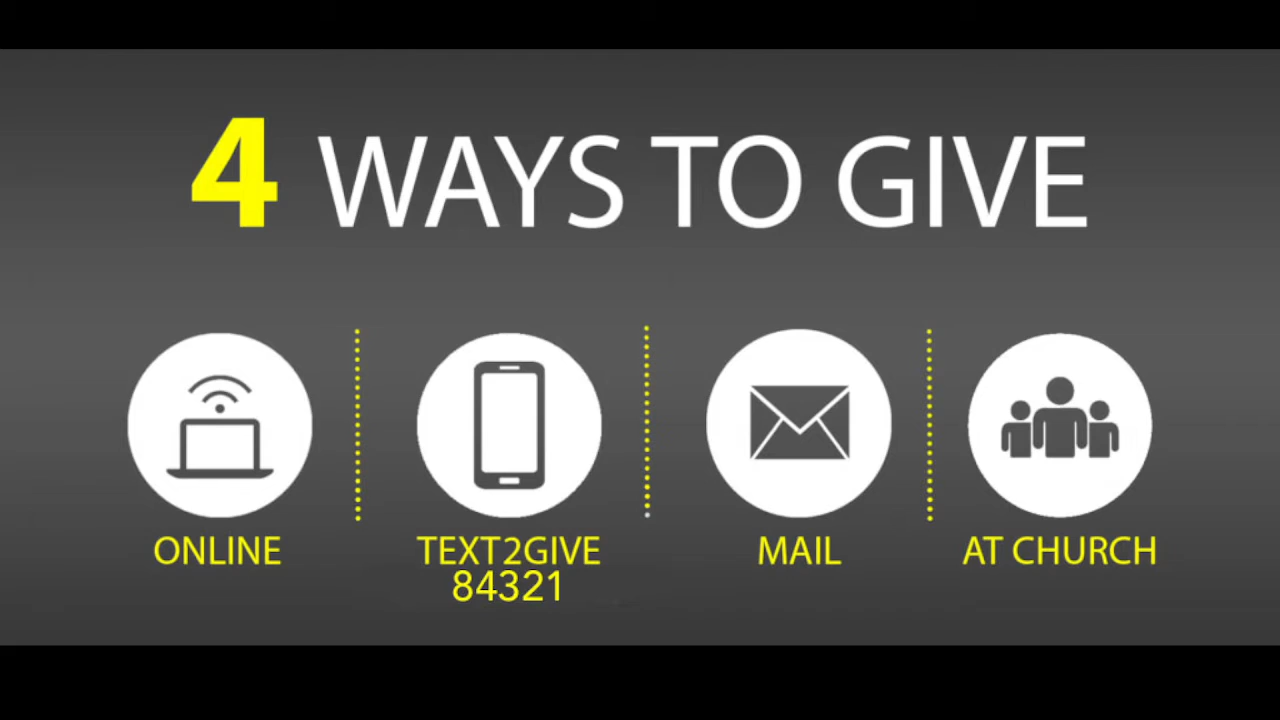 4 WAYS TO GIVE
ONLINE
TEXT2GIVE
84321
MAIL
AT CHURCH